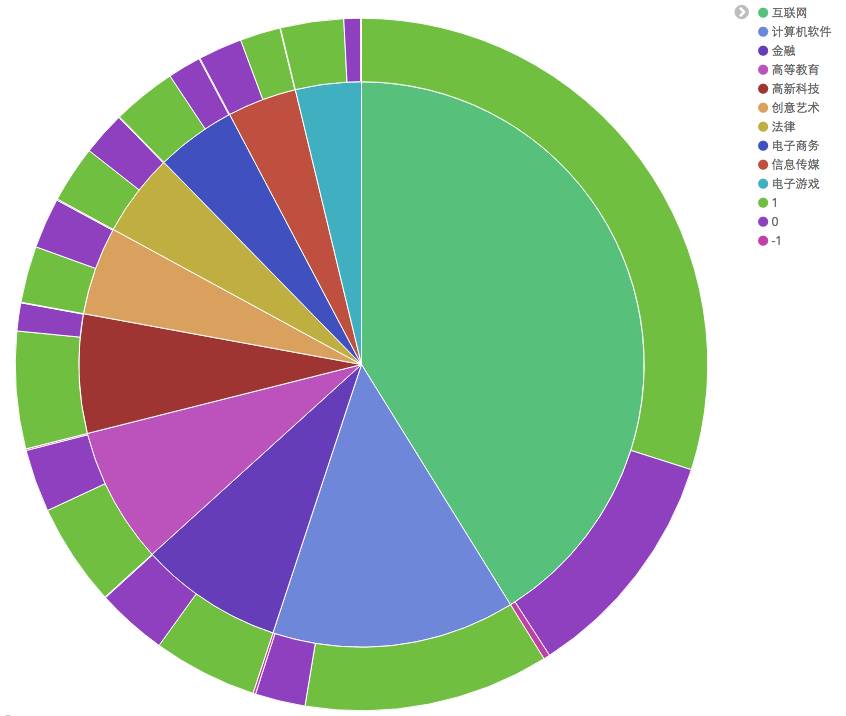 互联网
计算机软件
金融
高等教育
高新科技
创意艺术
法律
电子商务
信息传媒
电子游戏
1
0
-1